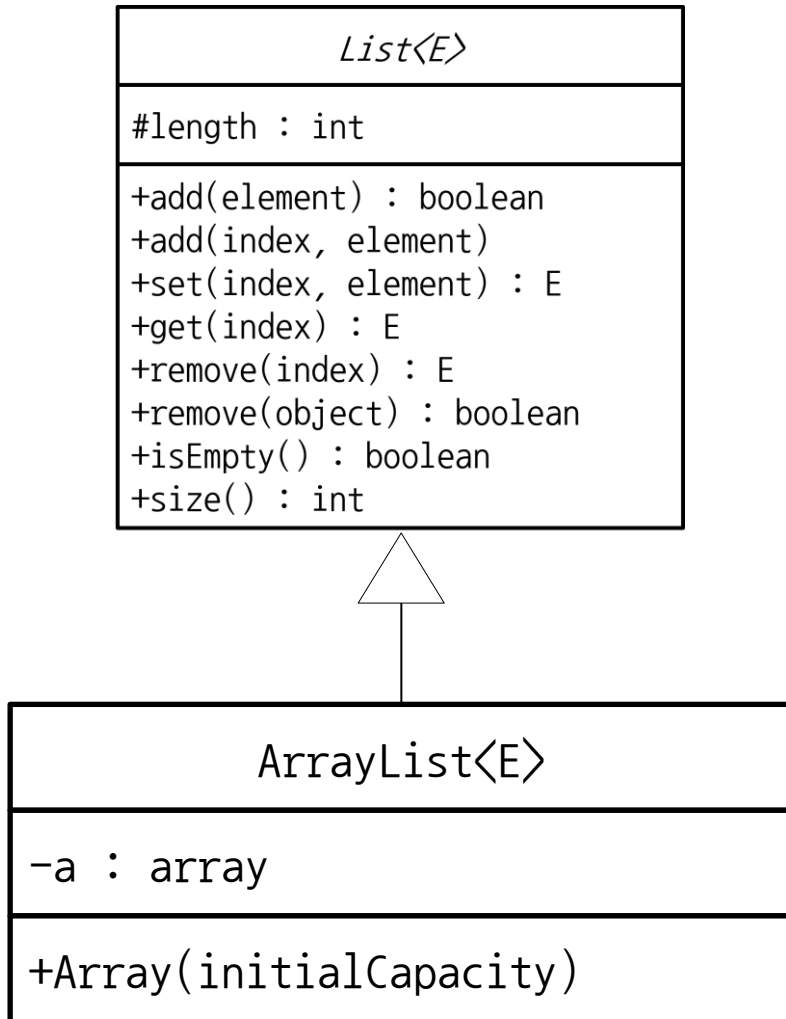 List<E>
#length : int
+add(element) : boolean
+add(index, element)
+set(index, element) : E
+get(index) : E
+remove(index) : E
+remove(object) : boolean
+isEmpty() : boolean
+size() : int
ArrayList<E>
-a : array
+Array(initialCapacity)